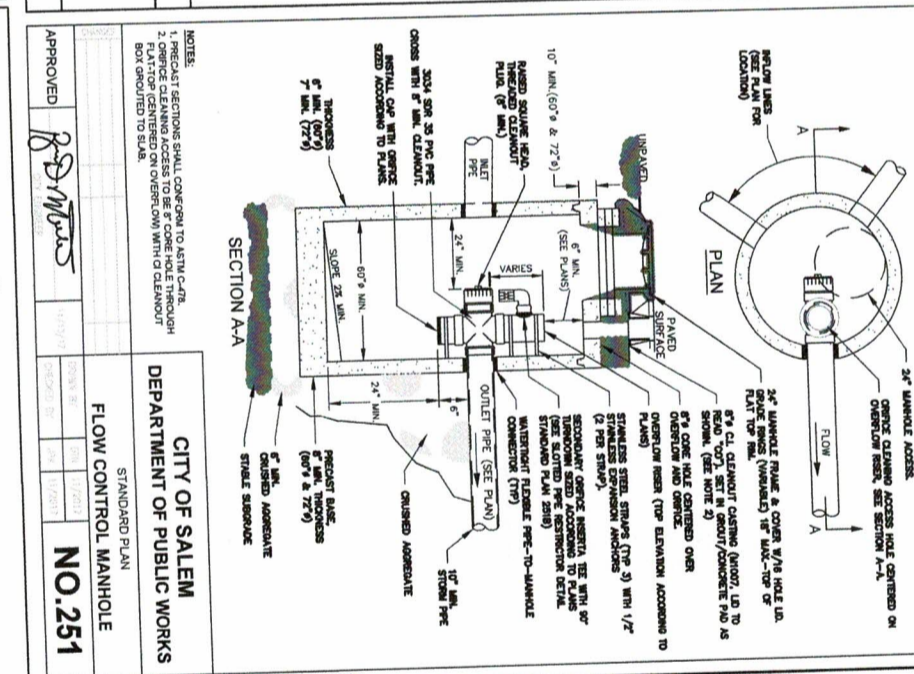 24" MANHOLE ACCESS.
ORIFICE CLEANING ACCESS HOLE CENTERED ON
OVERFLOW RISER, SEE SECTION A-A.
INFLOW LINES
(SEE PLAN FOR
LOCATION)
A
A
FLOW
PLAN
24" MANHOLE FRAME & COVER W/16 HOLE LID.
GRADE RINGS (VARIABLE) 18" MAX.-TOP OF
FLAT TOP RIM.
8"ø C.I. CLEANOUT CASTING (M1007, LID TO
READ "CO"). SET IN GROUT/CONCRETE PAD AS
SHOWN. (SEE NOTE 2)
8"ø CORE HOLE CENTERED OVER
OVERFLOW AND ORIFICE.
OVERFLOW RISER (TOP ELEVATION ACCORDING TO
PLANS)
STAINLESS STEEL STRAPS (TYP 3) WITH 1/2"
STAINLESS EXPANSION ANCHORS
(2 PER STRAP).
SECONDARY ORIFICE INSERTA TEE WITH 90°
TURNDOWN SIZED ACCORDING TO PLANS
(SEE SLOTTED PIPE RESTRICTOR DETAIL
STANDARD PLAN 251B)
WATERTIGHT FLEXIBLE PIPE-TO-MANHOLE
CONNECTOR (TYP)
UNPAVED
PAVED
SURFACE
10" MIN.(60"ø & 72"ø)
6" MIN.
(SEE PLANS)
RAISED SQUARE HEAD,
THREADED CLEANOUT
PLUG. (8" MIN.)
VARIES
24" MIN.
3034 SDR 35 PVC PIPE
CROSS WITH 8" MIN. CLEANOUT.
INSTALL CAP WITH ORIFICE
SIZED ACCORDING TO PLANS.
INLET
PIPE
OUTLET PIPE (SEE PLAN)
10" MIN.
STORM PIPE
6"
24" MIN.
60"ø MIN.
SLOPE 2% MIN.
CRUSHED AGGREGATE
THICKNESS
6" MIN. (60"ø)
7" MIN. (72"ø)
PRECAST BASE,
8" MIN. THICKNESS
(60"ø & 72"ø)
6" MIN.
CRUSHED AGGREGATE
STABLE SUBGRADE
SECTION A-A
NOTES:
1. PRECAST SECTIONS SHALL CONFORM TO ASTM C-478.
2. ORIFICE CLEANING ACCESS TO BE 8" CORE HOLE THROUGH
FLAT-TOP (CENTERED ON OVERFLOW) WITH CI CLEANOUT
BOX GROUTED TO SLAB.
CITY OF SALEM
DEPARTMENT OF PUBLIC WORKS
STANDARD PLAN
FLOW CONTROL MANHOLE
APPROVED
CITY ENGINEER
11/2017
CHECKED BY
11/2017
NO.251